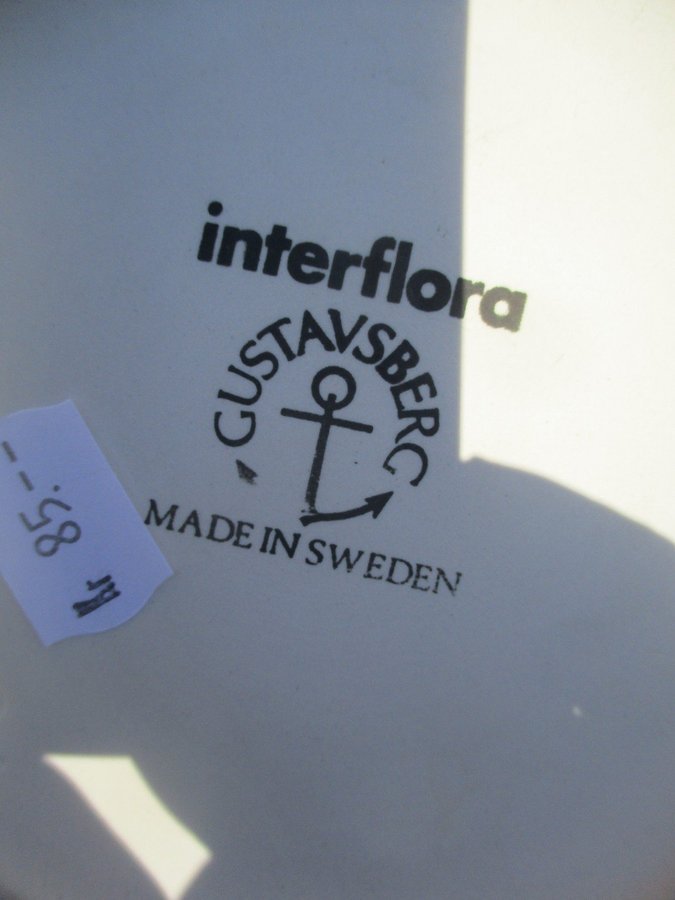 interflora
GUSTAVSBERG
MADE IN SWEDEN
Kr 85,--